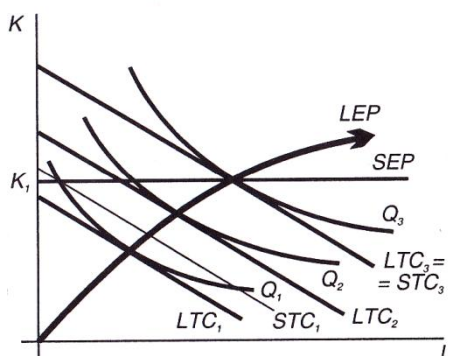 K
LEP
SEP
K₁
Q₃
LTC₃ =
= STC₃
Q₁
Q₂
LTC₁
STC₁
LTC₂